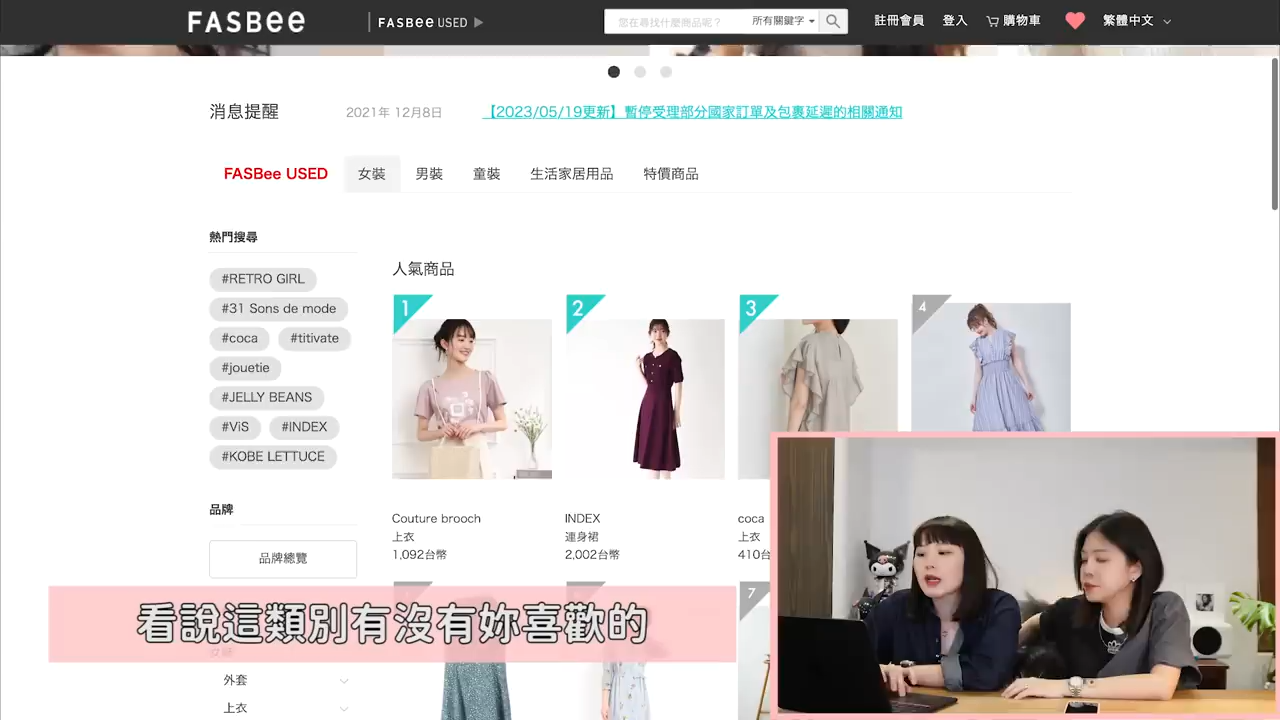 FASBee
FASBee USED
您在尋找什麼商品呢？
所有關鍵字
註冊會員
登入
購物車
繁體中文
消息提醒
2021年 12月8日
【2023/05/19更新】暫停受理部分國家訂單及包裹延遲的相關通知
FASBee USED
女裝
男裝
童裝
生活家居用品
特價商品
熱門搜尋
#RETRO GIRL
#31 Sons de mode
#coca
#titivate
#jouetie
#JELLY BEANS
#ViS
#INDEX
#KOBE LETTUCE
品牌
品牌總覽
人氣商品
1
2
3
4
Couture brooch
上衣
1,092台幣
INDEX
連身裙
2,002台幣
coca
上衣
410台
7
看說這類別有沒有妳喜歡的
外套
上衣